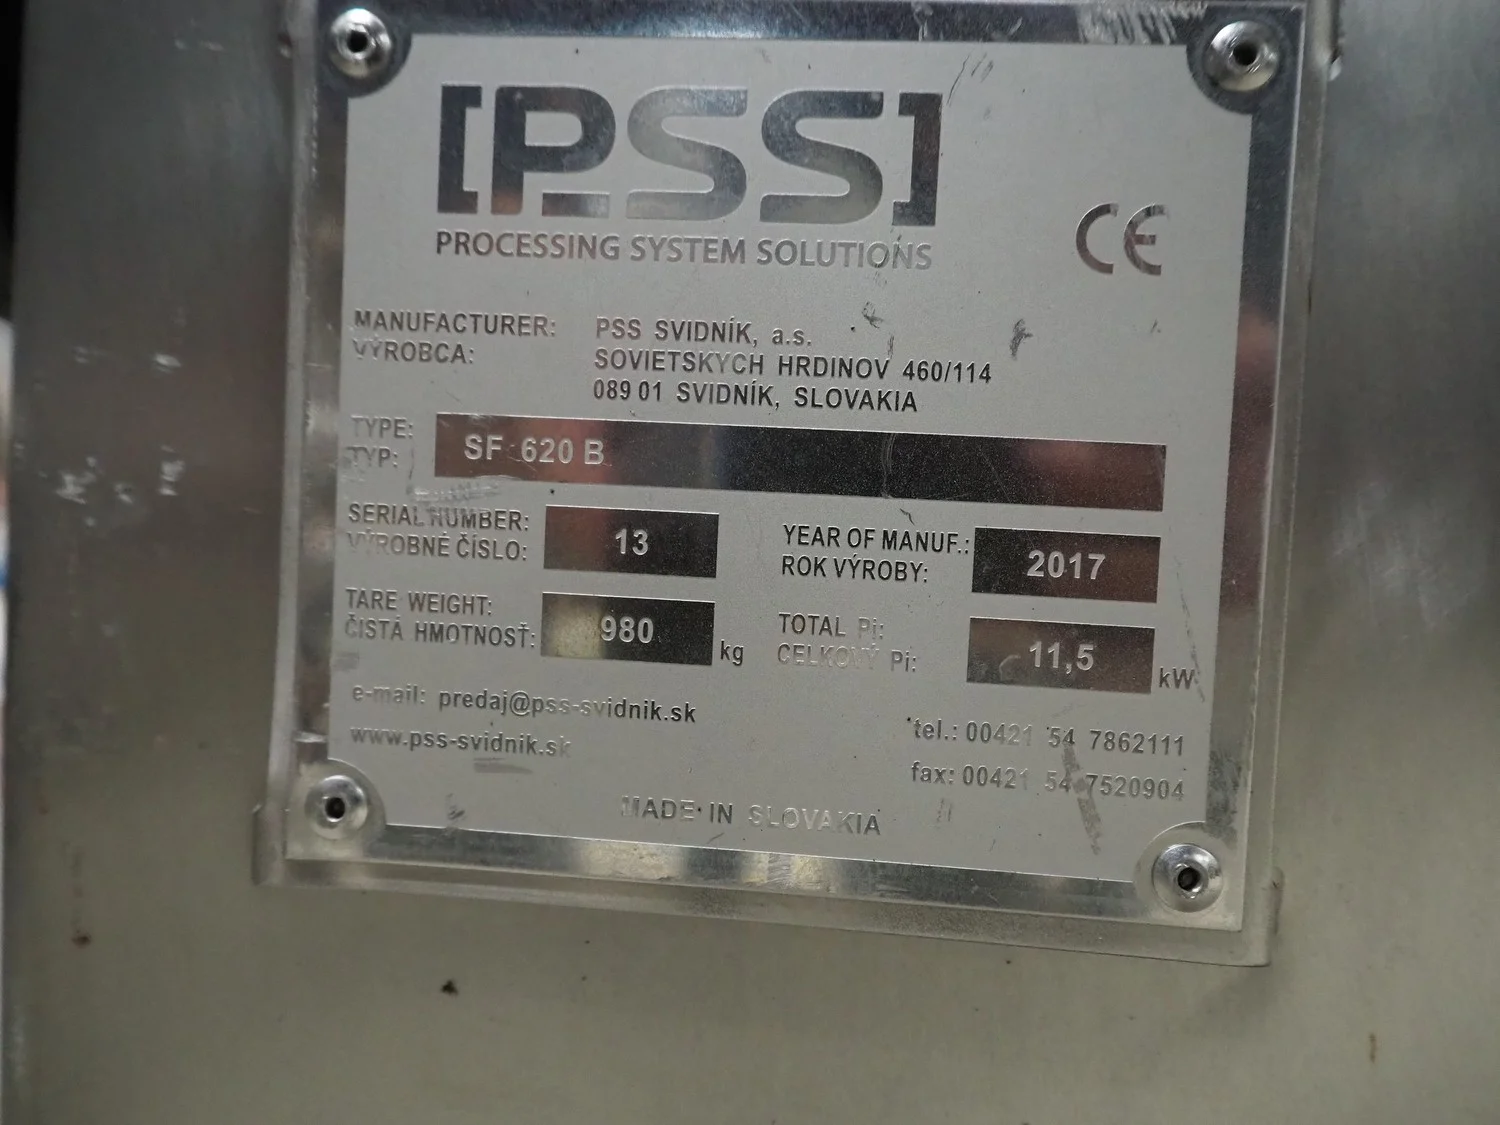 [PSS]
PROCESSING SYSTEM SOLUTIONS
CE
MANUFACTURER: PSS SVIDNÍK, a.s.
VÝROBCA: SOVIETSKYCH HRDINOV 460/114
089 01 SVIDNÍK, SLOVAKIA
TYPE:
TYP: SF 620 B
SERIAL NUMBER:
VÝROBNÉ ČÍSLO: 13
YEAR OF MANUF.:
ROK VÝROBY: 2017
TARE WEIGHT:
ČISTÁ HMOTNOSŤ: 980 kg
TOTAL Pi:
CELKOVÝ Pi: 11,5 kW
e-mail: predaj@pss-svidnik.sk
www.pss-svidnik.sk
tel.: 00421 54 7862111
fax: 00421 54 7520904
MADE IN SLOVAKIA